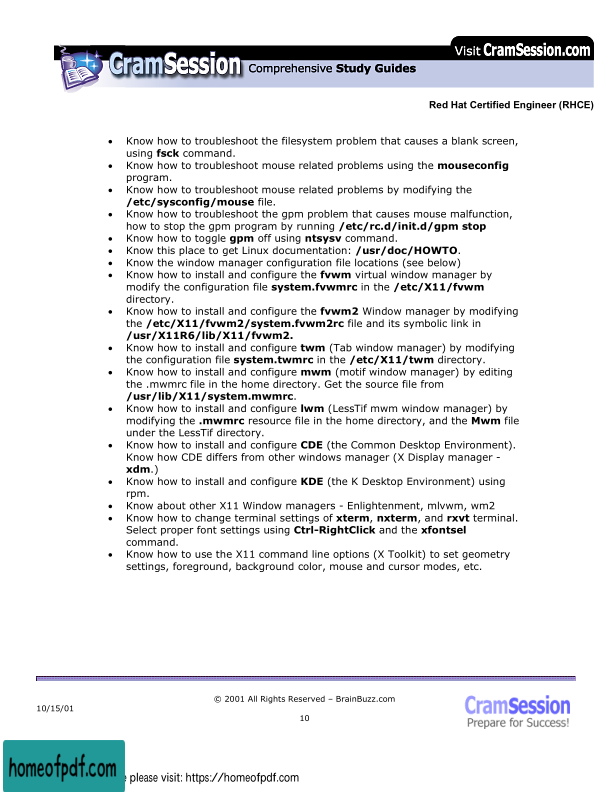 Visit CramSession.com
CramSession Comprehensive Study Guides
Red Hat Certified Engineer (RHCE)
• Know how to troubleshoot the filesystem problem that causes a blank screen,
using fsck command.
• Know how to troubleshoot mouse related problems using the mouseconfig
program.
• Know how to troubleshoot mouse related problems by modifying the
/etc/sysconfig/mouse file.
• Know how to troubleshoot the gpm problem that causes mouse malfunction,
how to stop the gpm program by running /etc/rc.d/init.d/gpm stop
• Know how to toggle gpm off using ntsysv command.
• Know this place to get Linux documentation: /usr/doc/HOWTO.
• Know the window manager configuration file locations (see below)
• Know how to install and configure the fvwm virtual window manager by
modify the configuration file system.fvwmrc in the /etc/X11/fvwm
directory.
• Know how to install and configure the fvwm2 Window manager by modifying
the /etc/X11/fvwm2/system.fvwm2rc file and its symbolic link in
/usr/X11R6/lib/X11/fvwm2.
• Know how to install and configure twm (Tab window manager) by modifying
the configuration file system.twmrc in the /etc/X11/twm directory.
• Know how to install and configure mwm (motif window manager) by editing
the .mwmrc file in the home directory. Get the source file from
/usr/lib/X11/system.mwmrc.
• Know how to install and configure lwm (LessTif mwm window manager) by
modifying the .mwmrc resource file in the home directory, and the Mwm file
under the LessTif directory.
• Know how to install and configure CDE (the Common Desktop Environment).
Know how CDE differs from other windows manager (X Display manager -
xdm.)
• Know how to install and configure KDE (the K Desktop Environment) using
rpm.
• Know about other X11 Window managers - Enlightenment, mlvwm, wm2
• Know how to change terminal settings of xterm, nxterm, and rxvt terminal.
Select proper font settings using Ctrl-RightClick and the xfontsel
command.
• Know how to use the X11 command line options (X Toolkit) to set geometry
settings, foreground, background color, mouse and cursor modes, etc.
© 2001 All Rights Reserved – BrainBuzz.com
10/15/01
10
CramSession
Prepare for Success!
homeofpdf.com
please visit: https://homeofpdf.com